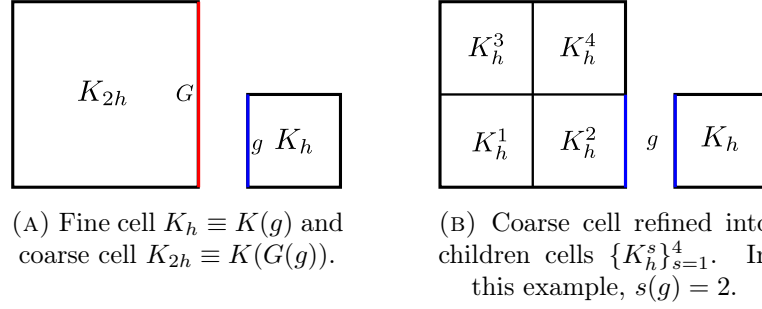 K_{2h} G g K_h
K_h^3 K_h^4
K_h^1 K_h^2 g K_h
(A) Fine cell K_h ≡ K(g) and
coarse cell K_{2h} ≡ K(G(g)).
(B) Coarse cell refined into
children cells {K_h^s}_{s=1}^4. In
this example, s(g) = 2.